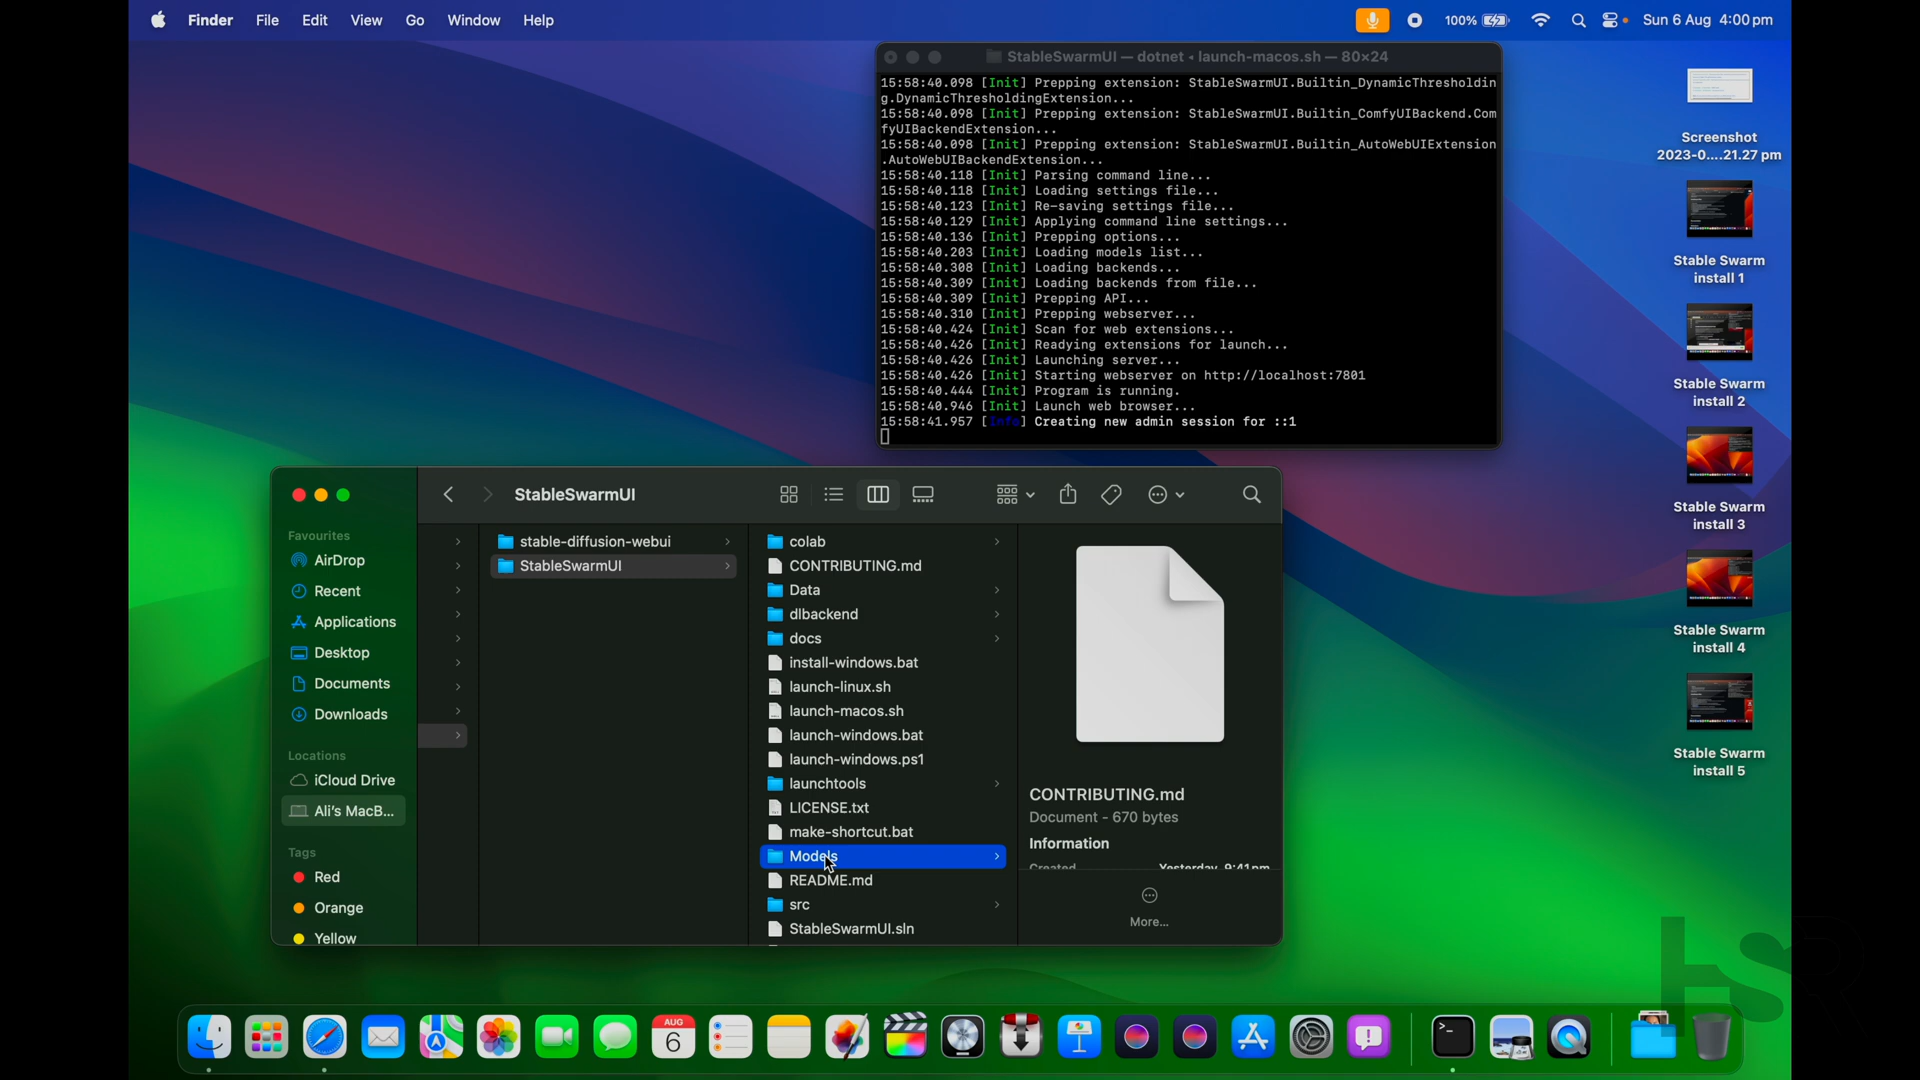 Finder File Edit View Go Window Help 100% Sun 6 Aug 4:00pm
StableSwarmUI — dotnet ◂ launch-macos.sh — 80×24
15:58:40.098 [Init] Prepping extension: StableSwarmUI.Builtin_DynamicThresholdin
g.DynamicThresholdingExtension...
15:58:40.098 [Init] Prepping extension: StableSwarmUI.Builtin_ComfyUIBackend.Com
fyUIBackendExtension...
15:58:40.098 [Init] Prepping extension: StableSwarmUI.Builtin_AutoWebUIExtension
.AutoWebUIBackendExtension...
15:58:40.118 [Init] Parsing command line...
15:58:40.118 [Init] Loading settings file...
15:58:40.123 [Init] Re-saving settings file...
15:58:40.129 [Init] Applying command line settings...
15:58:40.136 [Init] Prepping options...
15:58:40.203 [Init] Loading models list...
15:58:40.308 [Init] Loading backends...
15:58:40.309 [Init] Loading backends from file...
15:58:40.309 [Init] Prepping API...
15:58:40.310 [Init] Prepping webserver...
15:58:40.424 [Init] Scan for web extensions...
15:58:40.426 [Init] Readying extensions for launch...
15:58:40.426 [Init] Launching server...
15:58:40.426 [Init] Starting webserver on http://localhost:7801
15:58:40.444 [Init] Program is running.
15:58:40.946 [Init] Launch web browser...
15:58:41.957 [Info] Creating new admin session for ::1
Screenshot
2023-0....21.27 pm
Stable Swarm
install 1
Stable Swarm
install 2
Stable Swarm
install 3
Stable Swarm
install 4
Stable Swarm
install 5
StableSwarmUI
Favourites
AirDrop
Recent
Applications
Desktop
Documents
Downloads
Locations
iCloud Drive
Ali's MacB...
Tags
Red
Orange
Yellow
stable-diffusion-webui
StableSwarmUI
colab
CONTRIBUTING.md
Data
dlbackend
docs
install-windows.bat
launch-linux.sh
launch-macos.sh
launch-windows.bat
launch-windows.ps1
launchtools
LICENSE.txt
make-shortcut.bat
Models
README.md
src
StableSwarmUI.sln
CONTRIBUTING.md
Document - 670 bytes
Information
Created Yesterday, 9:41pm
More...
AUG
6
HSR